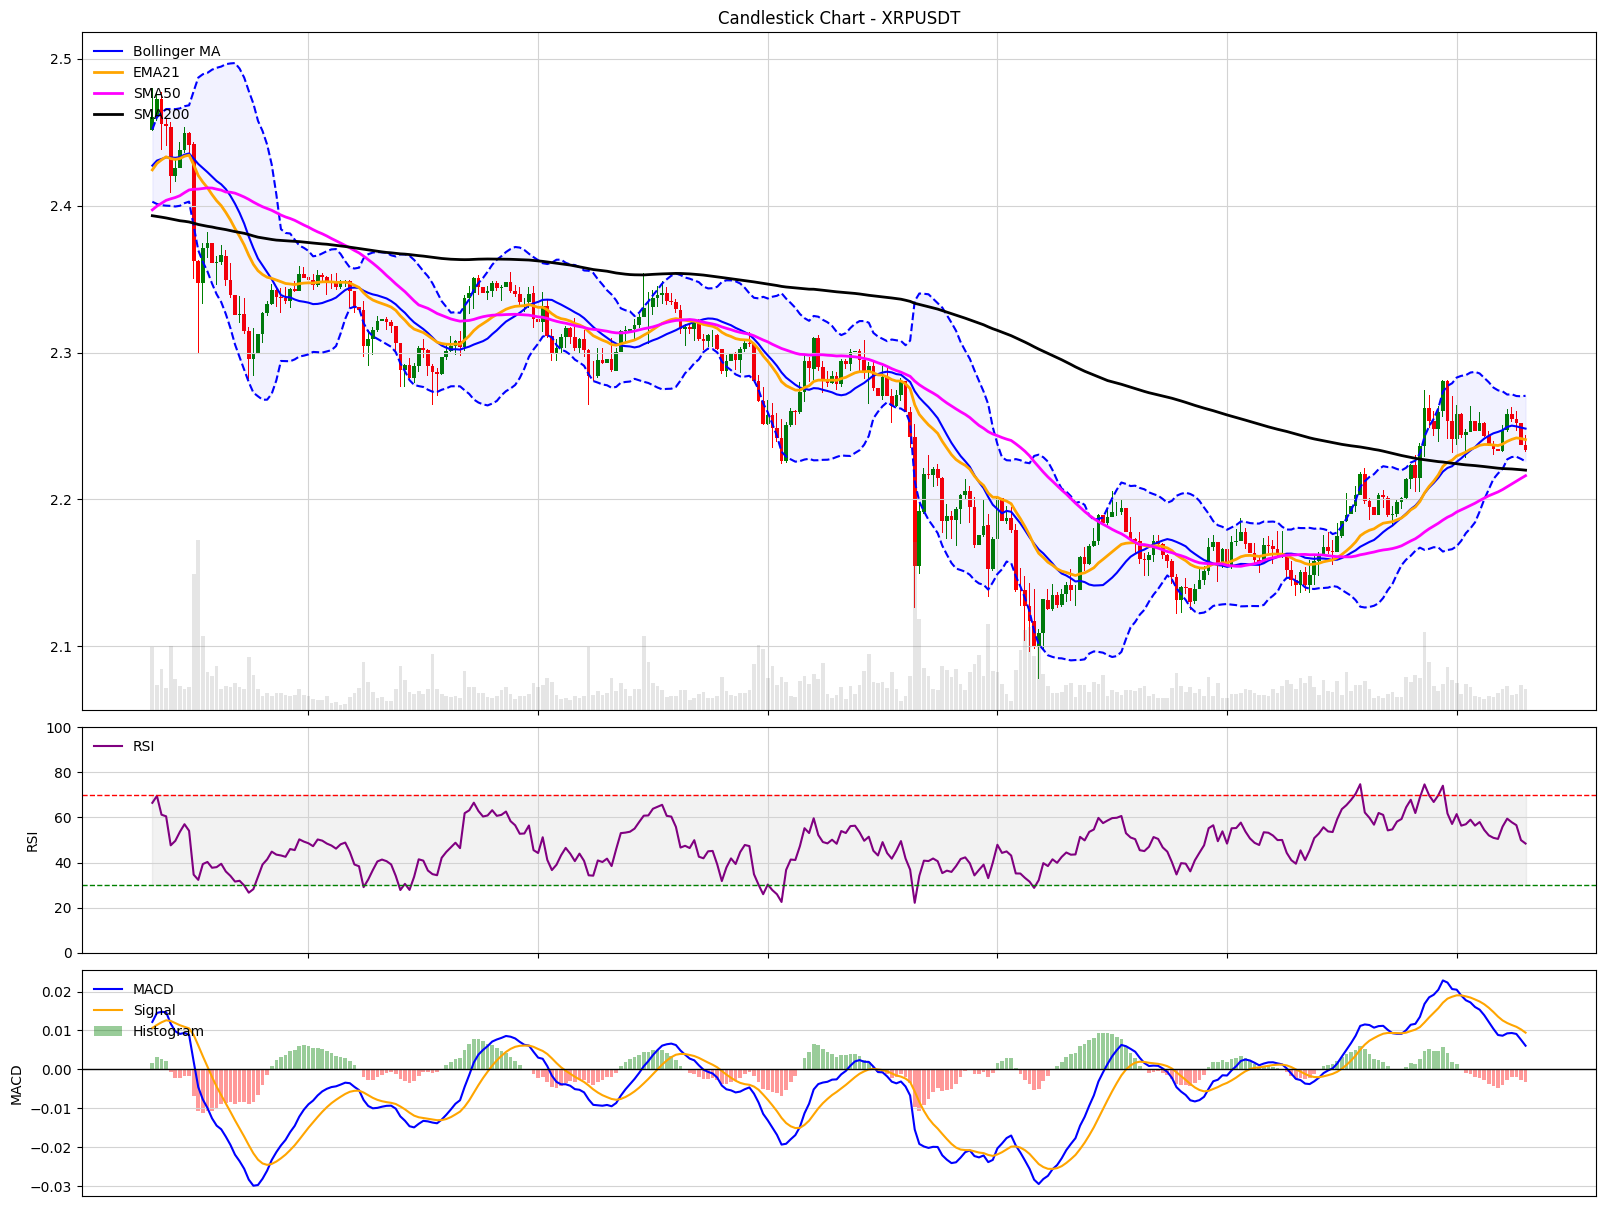 Candlestick Chart - XRPUSDT
Bollinger MA
EMA21
SMA50
SMA200
2.5
2.4
2.3
2.2
2.1
RSI
100
80
60
40
20
0
RSI
MACD
Signal
Histogram
0.02
0.01
0.00
−0.01
−0.02
−0.03
MACD